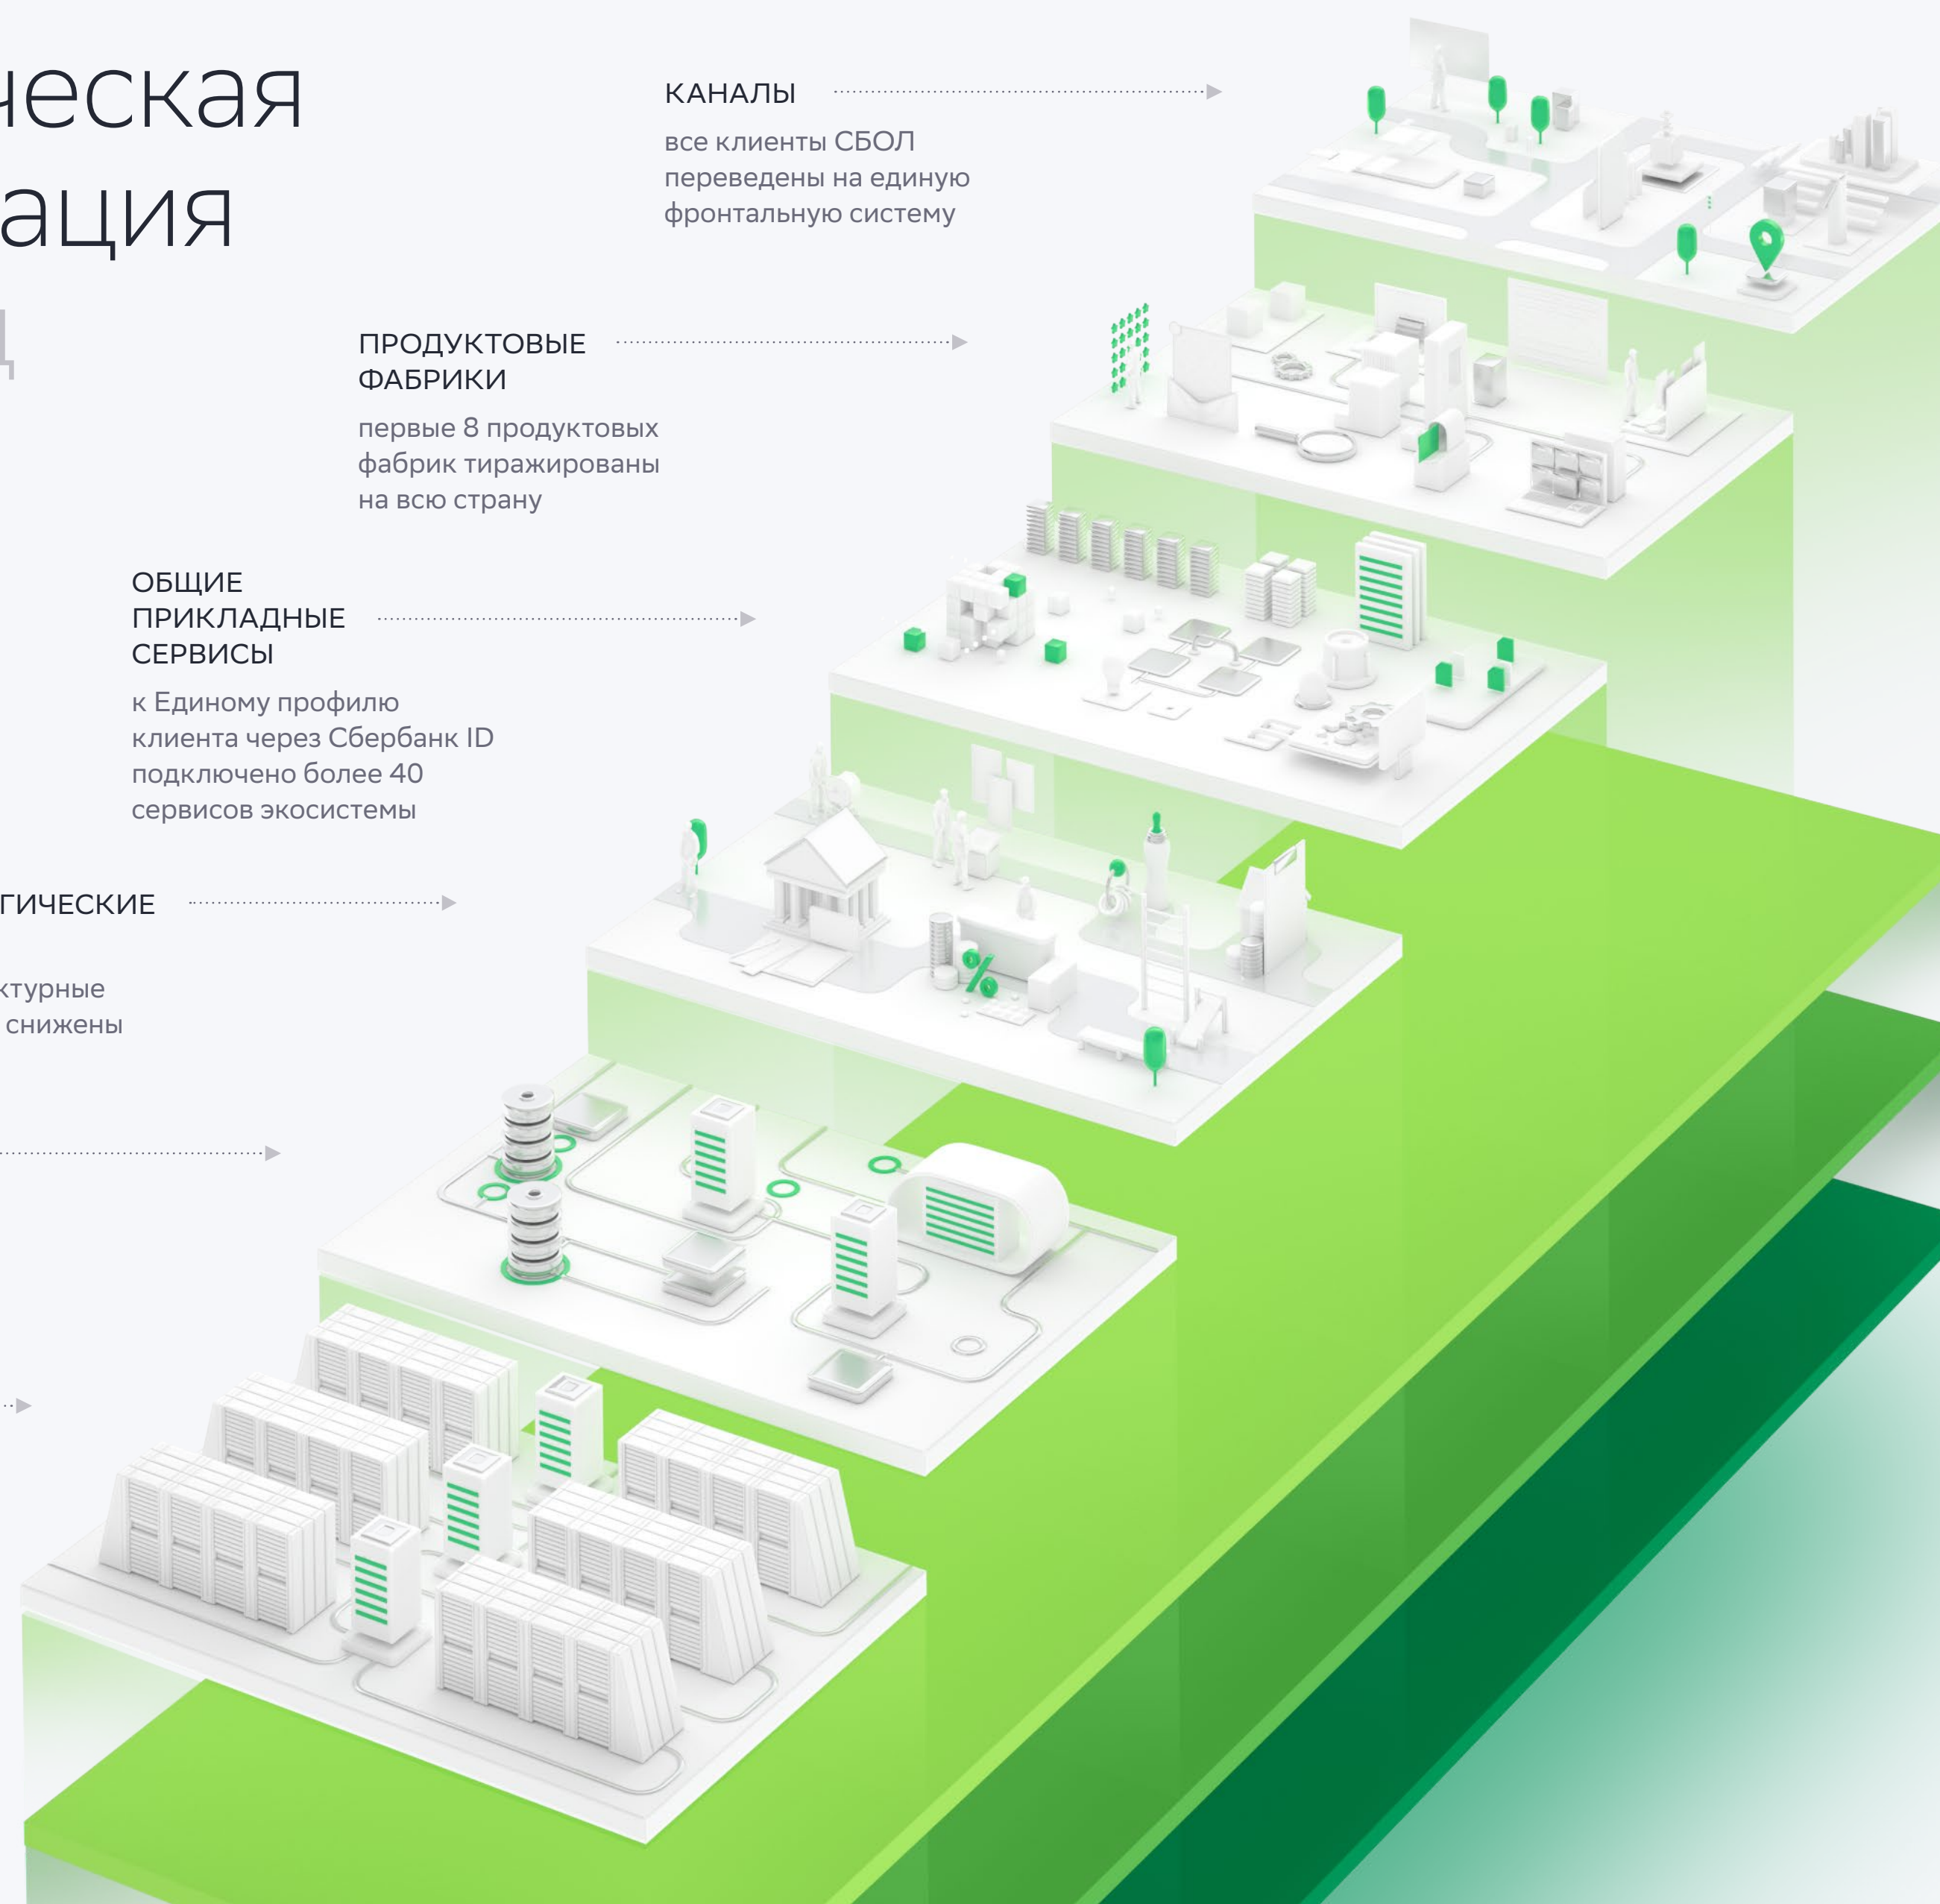 ческая
ация
Ц
КАНАЛЫ
все клиенты СБОЛ
переведены на единую
фронтальную систему
ПРОДУКТОВЫЕ
ФАБРИКИ
первые 8 продуктовых
фабрик тиражированы
на всю страну
ОБЩИЕ
ПРИКЛАДНЫЕ
СЕРВИСЫ
к Единому профилю
клиента через Сбербанк ID
подключено более 40
сервисов экосистемы
ГИЧЕСКИЕ
ктурные
снижены
%